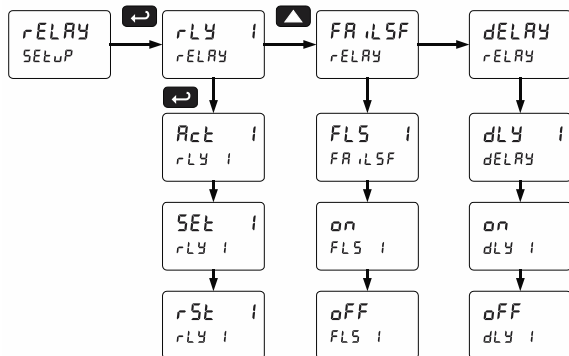 rELAY
SEtuP
rLY 1
rELAY
FAiLSF
rELAY
dELAY
rELAY
Act 1
rLY 1
FLS 1
FAiLSF
dLY 1
dELAY
SEt 1
rLY 1
on
FLS 1
on
dLY 1
rSt 1
rLY 1
oFF
FLS 1
oFF
dLY 1